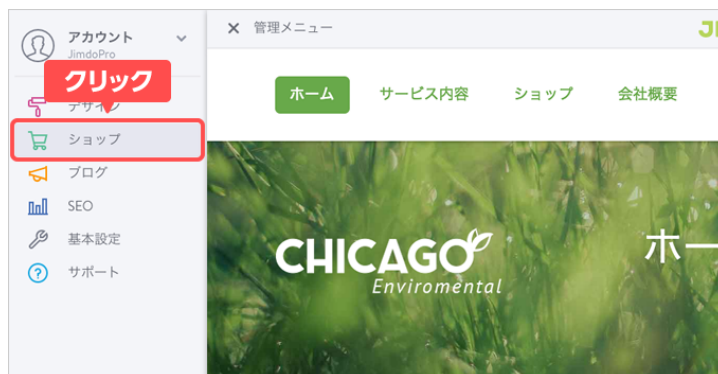 アカウント
JimdoPro
クリック
デザイン
ショップ
ブログ
SEO
基本設定
サポート
× 管理メニュー
ホーム サービス内容 ショップ 会社概要
CHICAGO
Enviromental
ホー